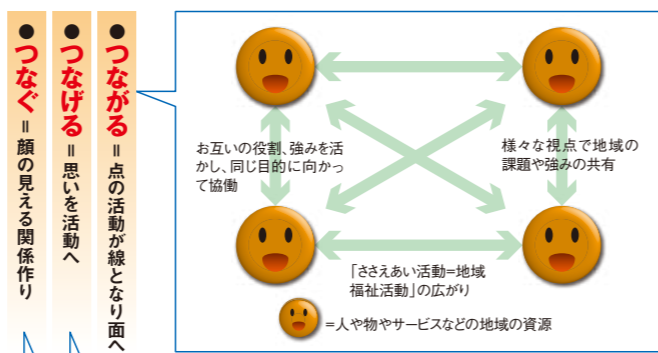 ●つながる=点の活動が線となり面へ
●つなげる=思いを活動へ
●つなぐ=顔の見える関係作り
お互いの役割、強みを活
かし、同じ目的に向かっ
て協働
様々な視点で地域の
課題や強みの共有
「ささえあい活動=地域
福祉活動」の広がり
=人や物やサービスなどの地域の資源